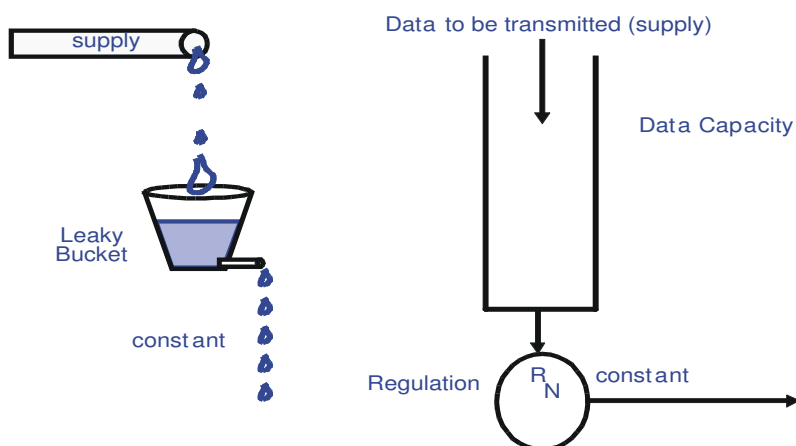 supply
Leaky
Bucket
constant
Data to be transmitted (supply)
Data Capacity
Regulation
R
N
constant